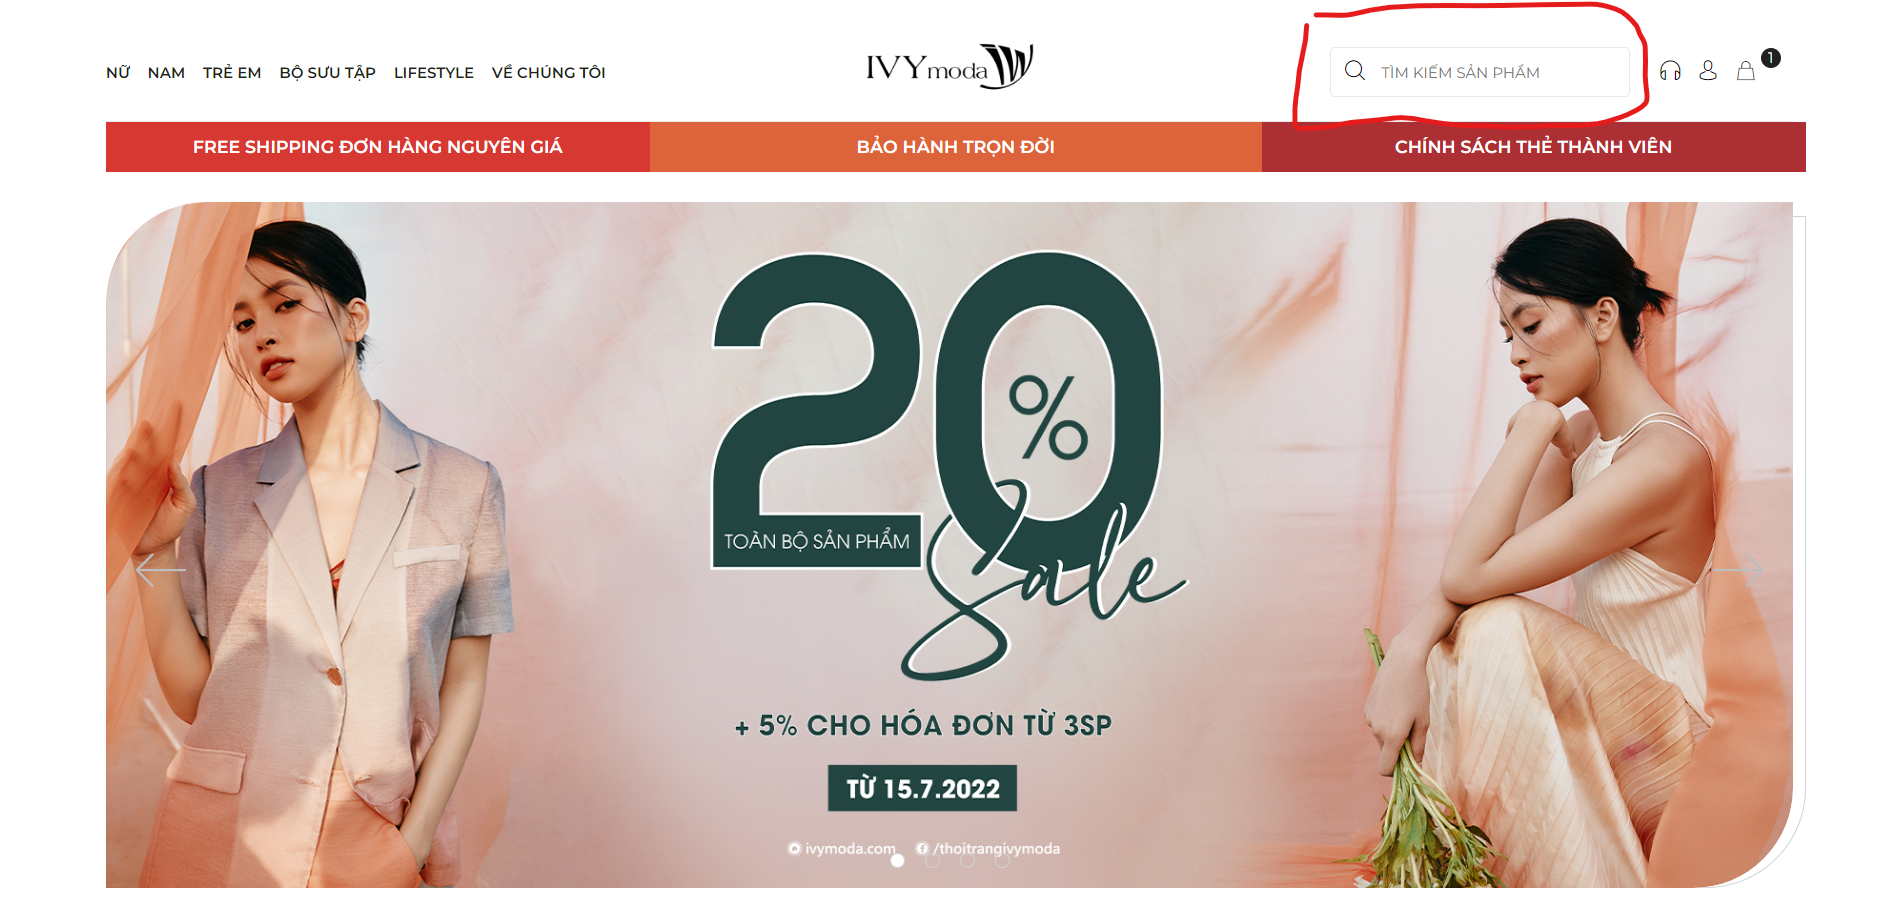 NỮ NAM TRẺ EM BỘ SƯU TẬP LIFESTYLE VỀ CHÚNG TÔI
IVY moda
TÌM KIẾM SẢN PHẨM
1
FREE SHIPPING ĐƠN HÀNG NGUYÊN GIÁ
BẢO HÀNH TRỌN ĐỜI
CHÍNH SÁCH THẺ THÀNH VIÊN
20%
TOÀN BỘ SẢN PHẨM
Sale
+ 5% CHO HÓA ĐƠN TỪ 3SP
TỪ 15.7.2022
ivymoda.com /thoitrangivymoda